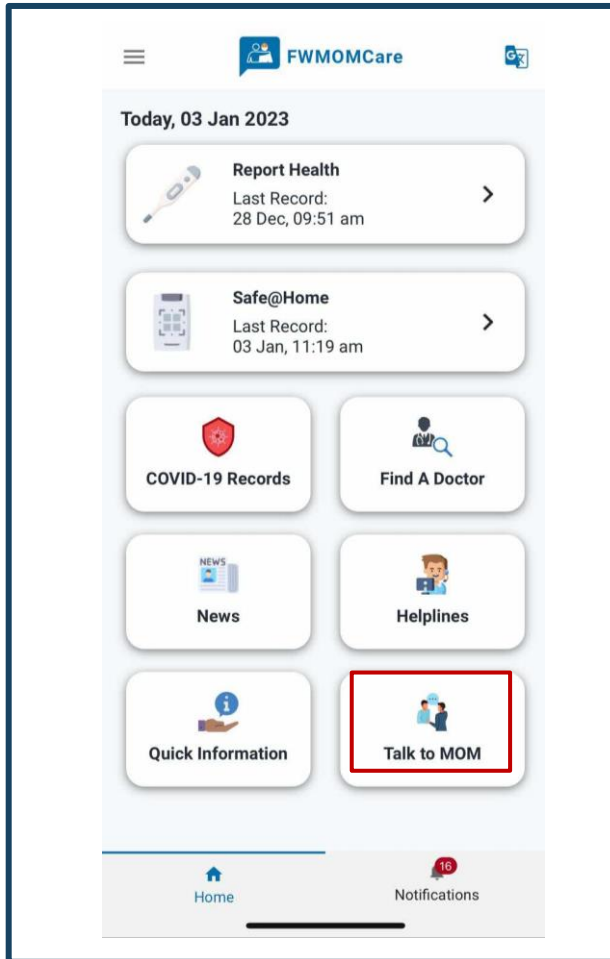 FWMOMCare
Today, 03 Jan 2023
Report Health
Last Record:
28 Dec, 09:51 am
Safe@Home
Last Record:
03 Jan, 11:19 am
COVID-19 Records
Find A Doctor
NEWS
News
Helplines
Quick Information
Talk to MOM
16
Home
Notifications